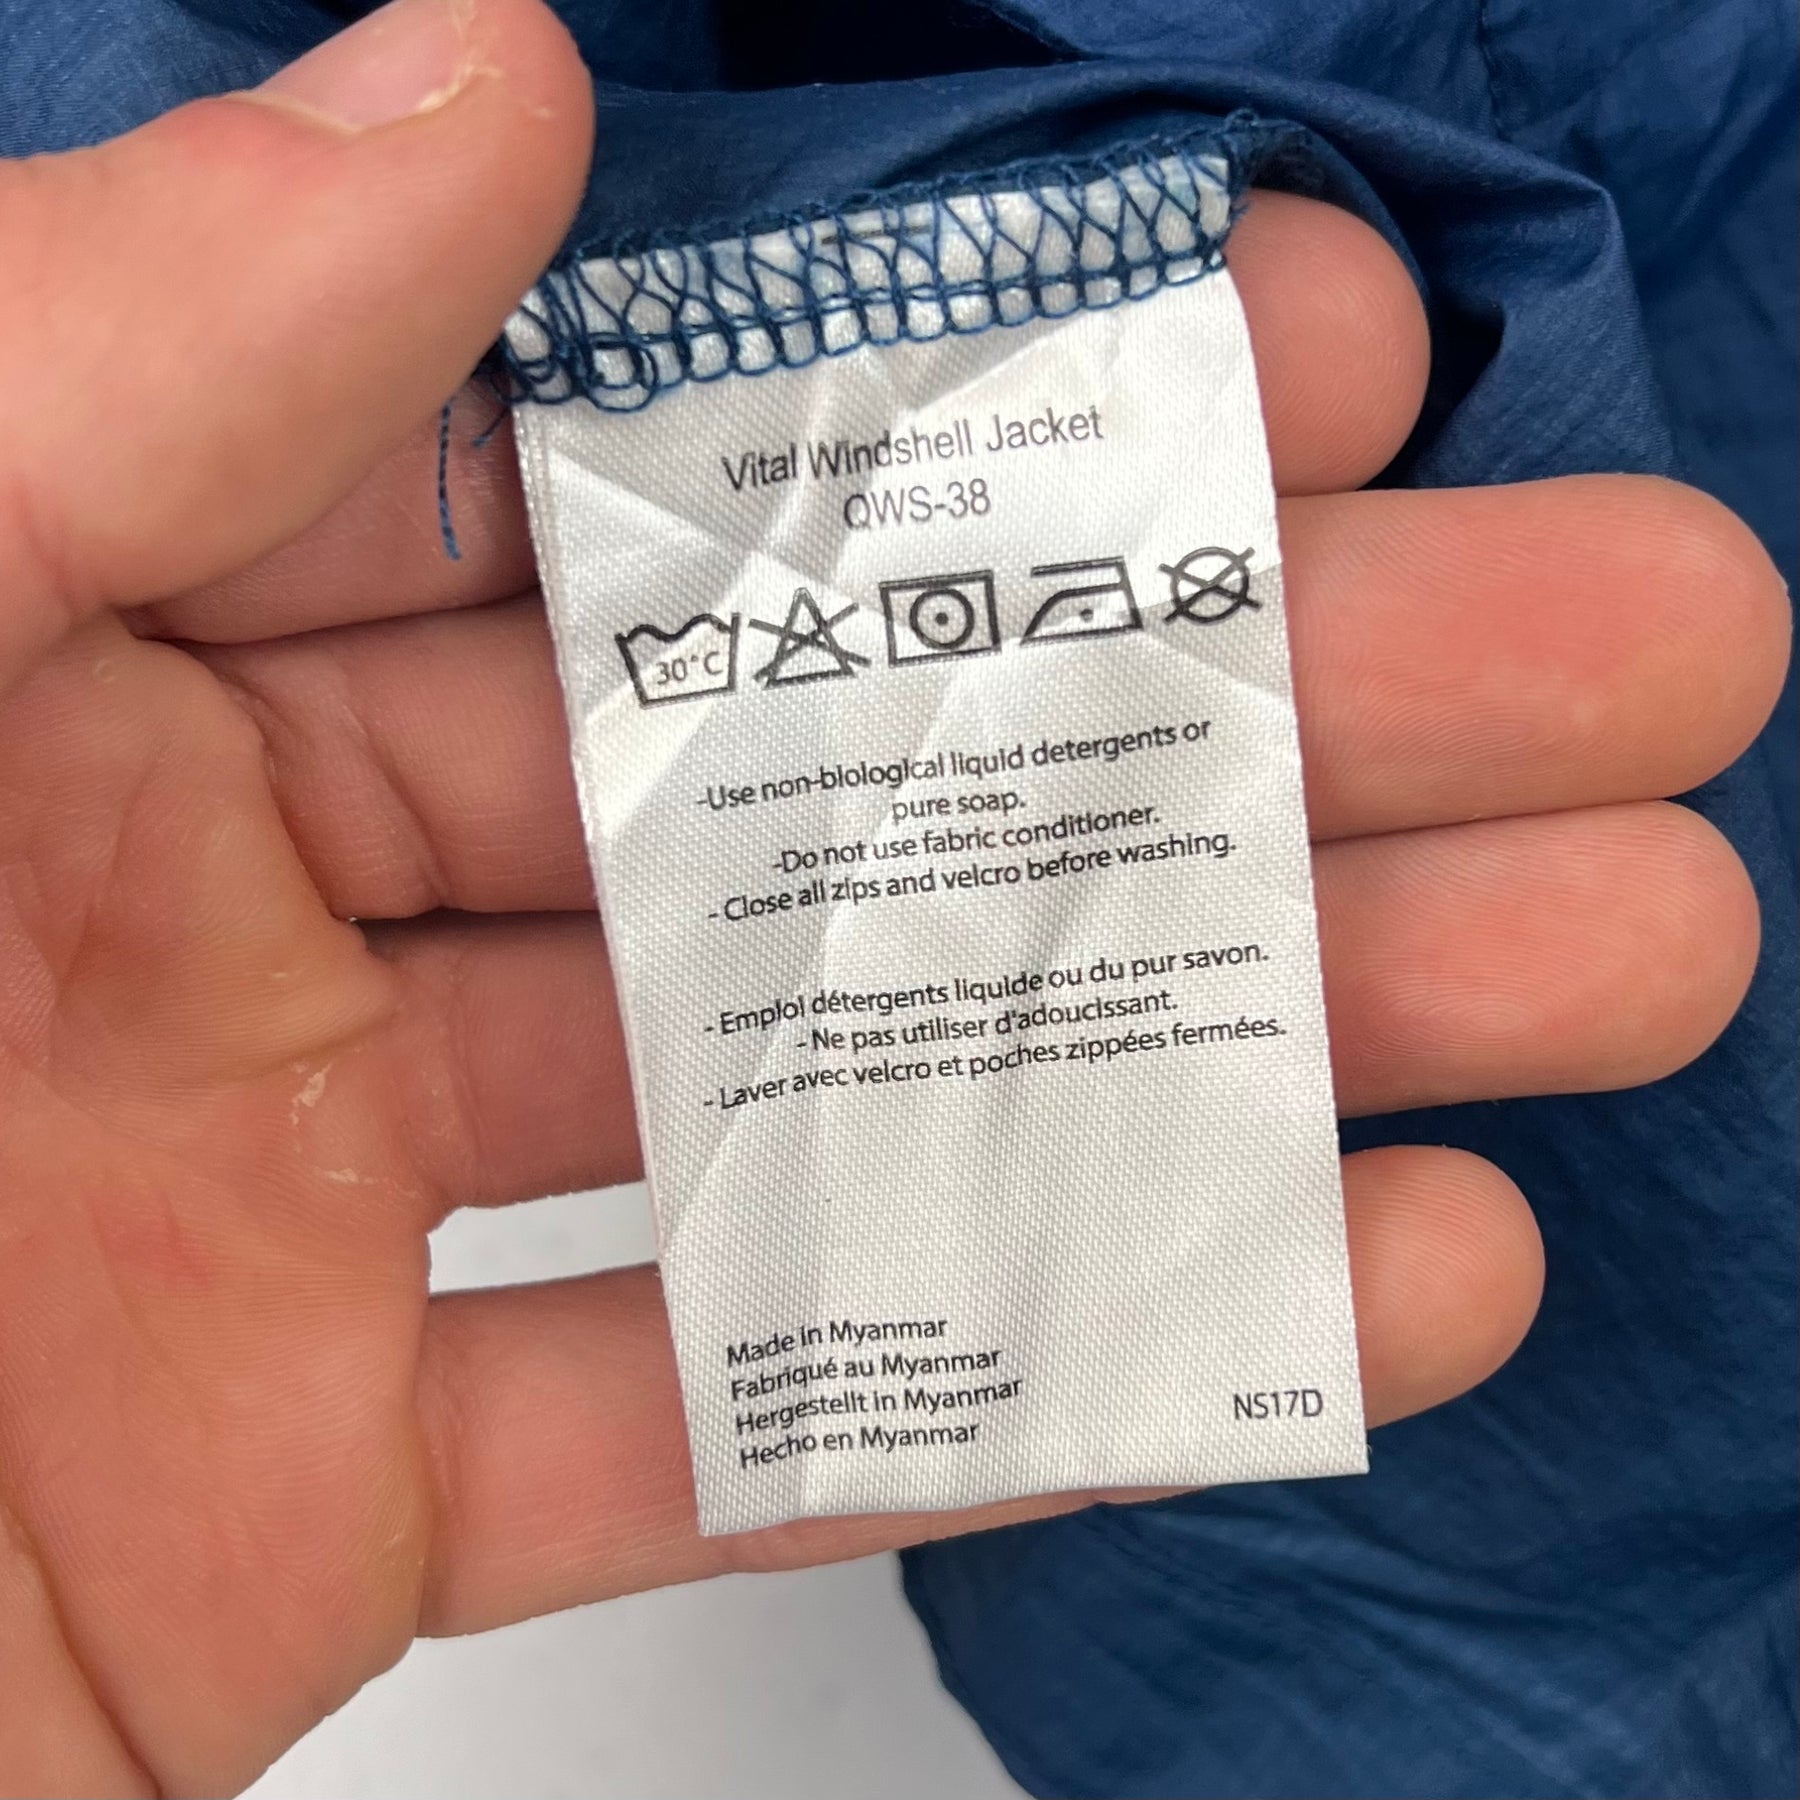 Vital Windshell Jacket
QWS-38
30°C
-Use non-biological liquid detergents or
pure soap.
-Do not use fabric conditioner.
- Close all zips and velcro before washing.
- Emploi détergents liquide ou du pur savon.
- Ne pas utiliser d'adoucissant.
- Laver avec velcro et poches zippées fermées.
Made in Myanmar
Fabriqué au Myanmar
Hergestellt in Myanmar
Hecho en Myanmar
NS17D